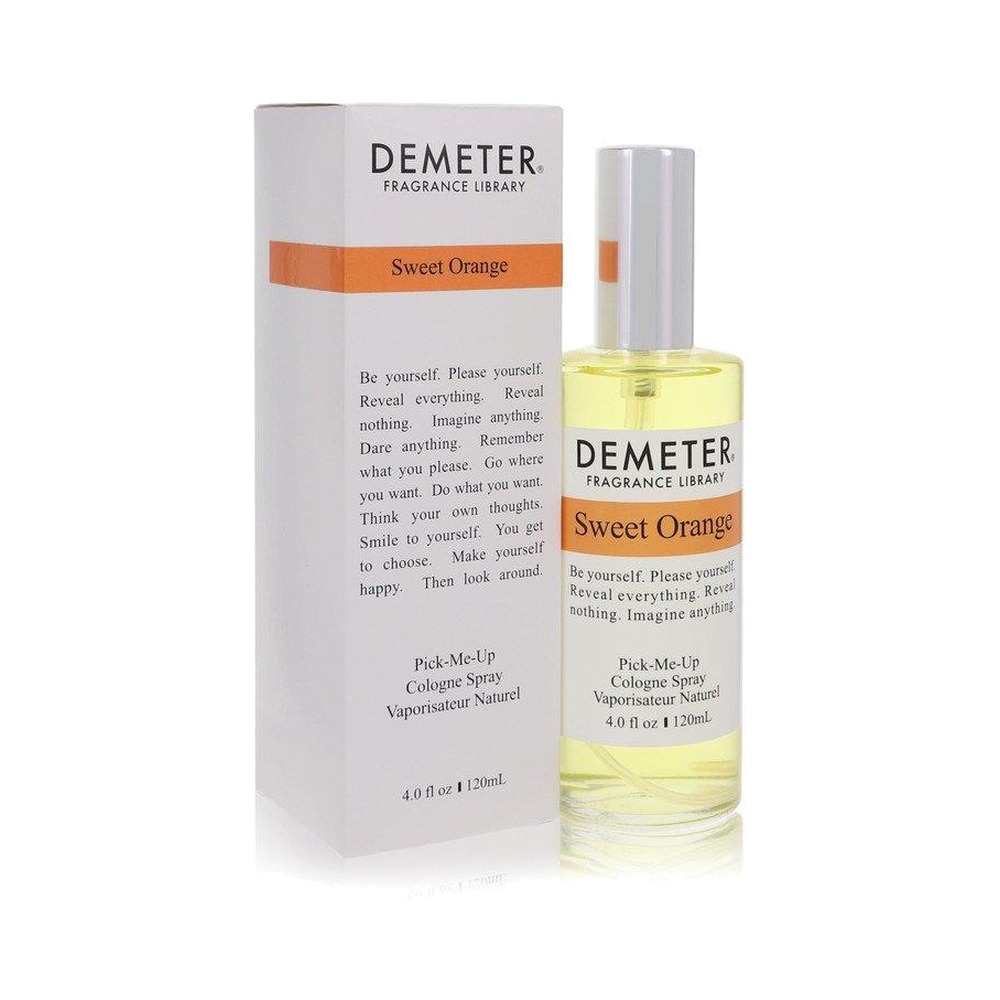 DEMETER®
FRAGRANCE LIBRARY
Sweet Orange
Be yourself. Please yourself.
Reveal everything. Reveal
nothing. Imagine anything.
Dare anything. Remember
what you please. Go where
you want. Do what you want.
Think your own thoughts.
Smile to yourself. You get
to choose. Make yourself
happy. Then look around.
Pick-Me-Up
Cologne Spray
Vaporisateur Naturel
4.0 fl oz ❚ 120mL
DEMETER®
FRAGRANCE LIBRARY
Sweet Orange
Be yourself. Please yourself.
Reveal everything. Reveal
nothing. Imagine anything.
Pick-Me-Up
Cologne Spray
Vaporisateur Naturel
4.0 fl oz ❚ 120mL